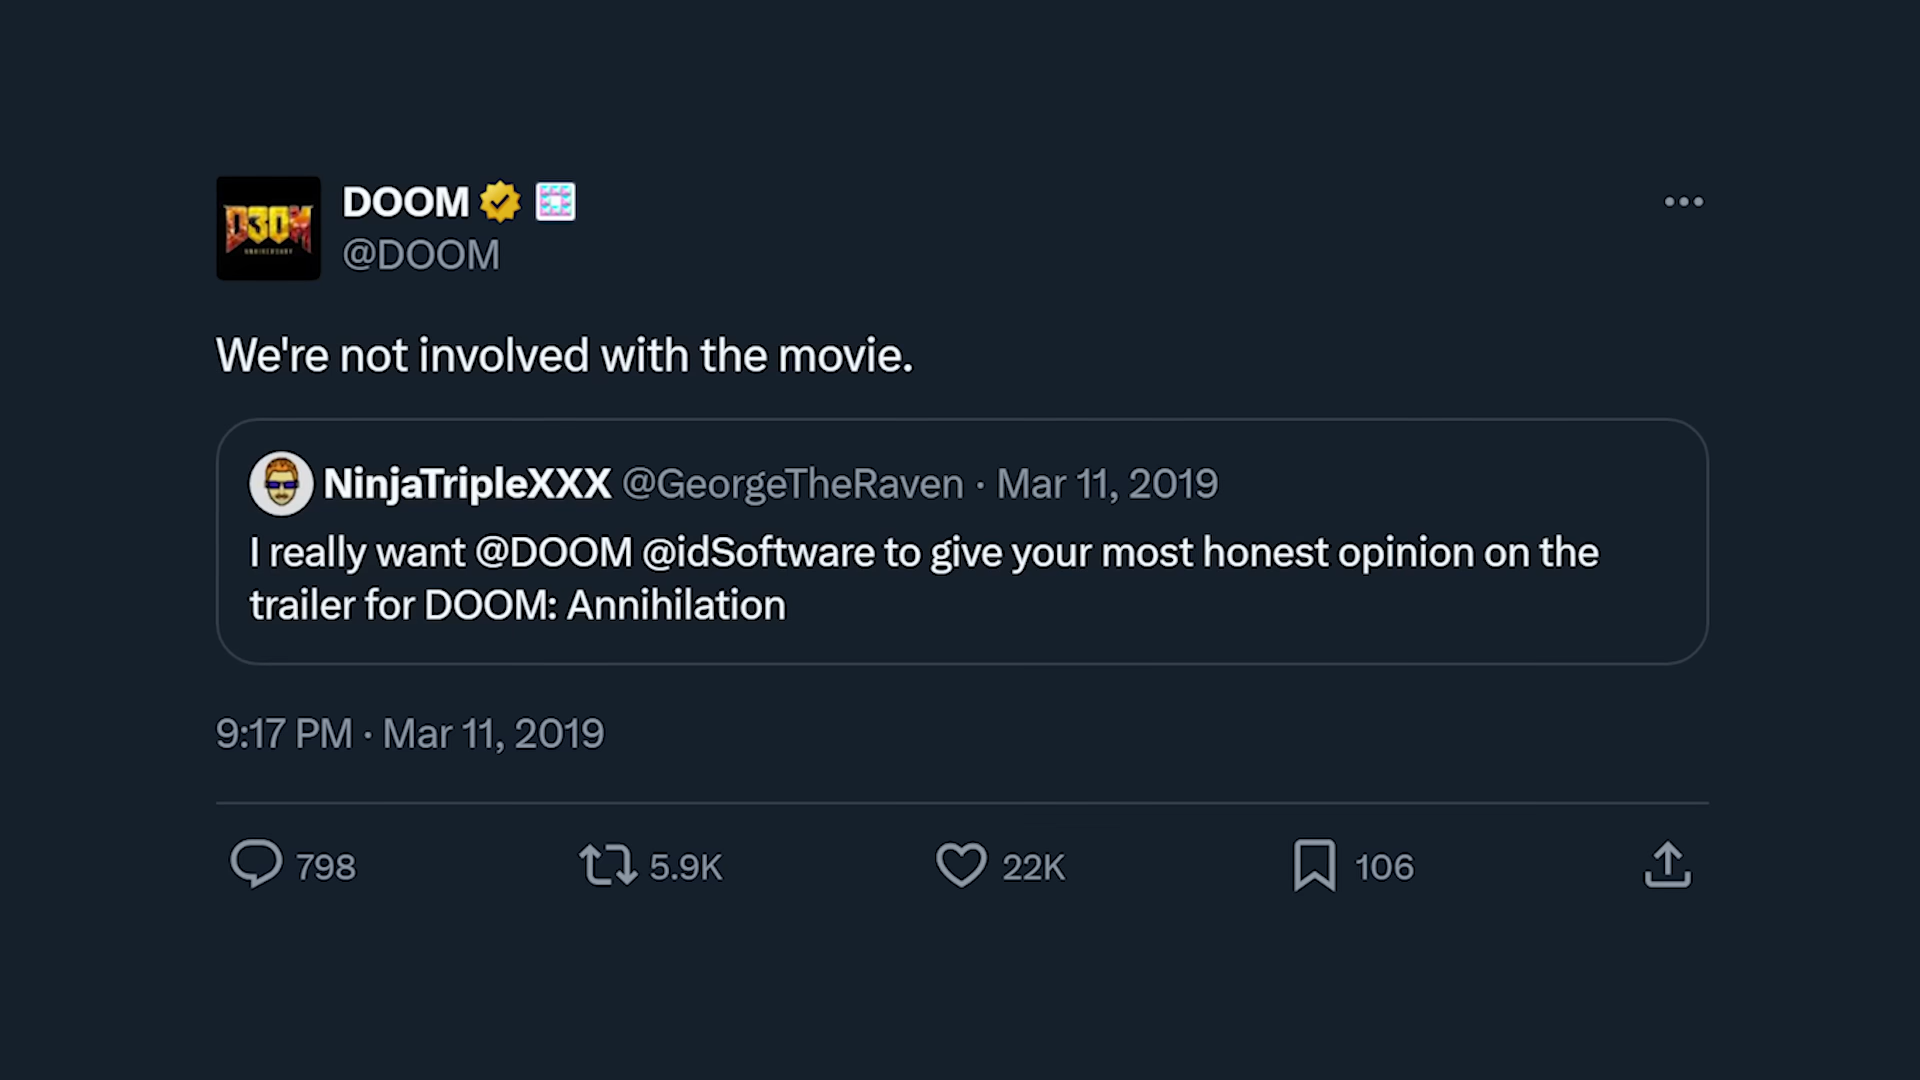 D30M
ANNIVERSARY
DOOM
@DOOM
We're not involved with the movie.
NinjaTripleXXX @GeorgeTheRaven · Mar 11, 2019
I really want @DOOM @idSoftware to give your most honest opinion on the
trailer for DOOM: Annihilation
9:17 PM · Mar 11, 2019
798 5.9K 22K 106